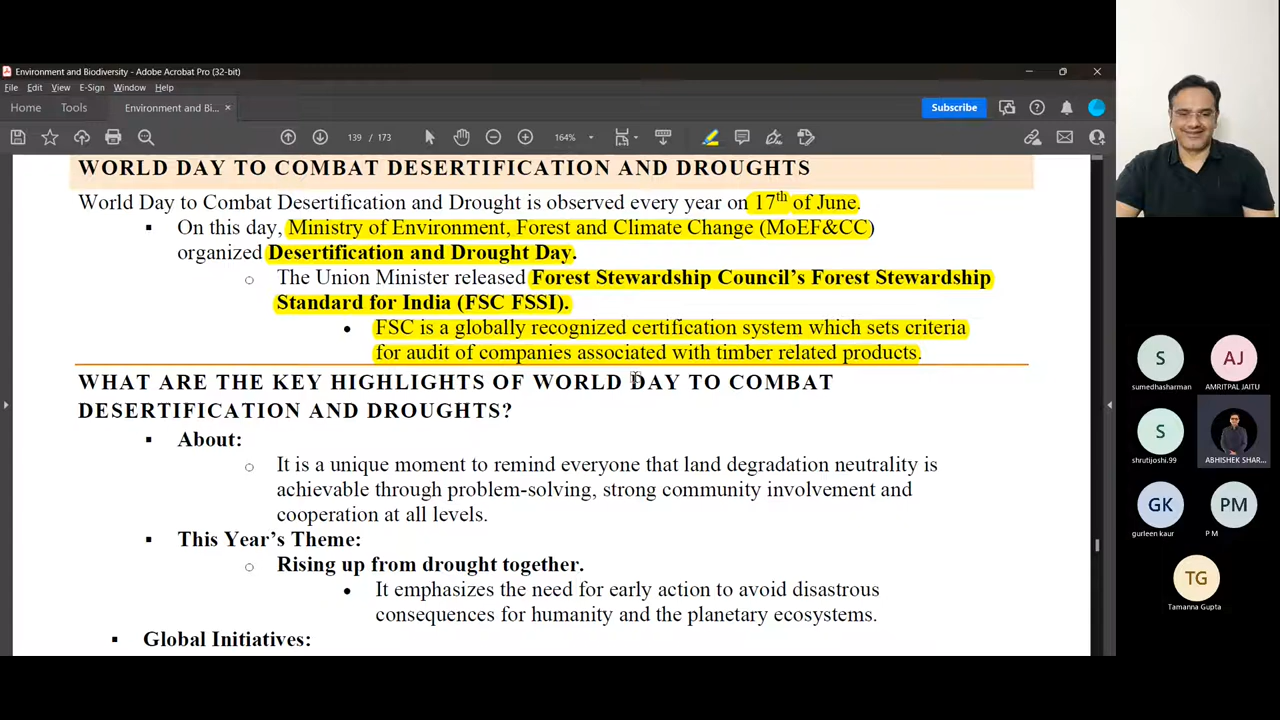 Environment and Biodiversity - Adobe Acrobat Pro (32-bit)
File Edit View E-Sign Window Help
Home Tools Environment and Bi... × Subscribe
139 / 173 164%
WORLD DAY TO COMBAT DESERTIFICATION AND DROUGHTS
World Day to Combat Desertification and Drought is observed every year on 17th of June.
▪ On this day, Ministry of Environment, Forest and Climate Change (MoEF&CC)
organized Desertification and Drought Day.
○ The Union Minister released Forest Stewardship Council's Forest Stewardship
Standard for India (FSC FSSI).
• FSC is a globally recognized certification system which sets criteria
for audit of companies associated with timber related products.
WHAT ARE THE KEY HIGHLIGHTS OF WORLD DAY TO COMBAT
DESERTIFICATION AND DROUGHTS?
▪ About:
○ It is a unique moment to remind everyone that land degradation neutrality is
achievable through problem-solving, strong community involvement and
cooperation at all levels.
▪ This Year's Theme:
○ Rising up from drought together.
• It emphasizes the need for early action to avoid disastrous
consequences for humanity and the planetary ecosystems.
▪ Global Initiatives:
S AJ
sumedhasharman AMRITPAL JAITU
S
shrutijoshi.99 ABHISHEK SHAR...
GK PM
gurleen kaur P M
TG
Tamanna Gupta